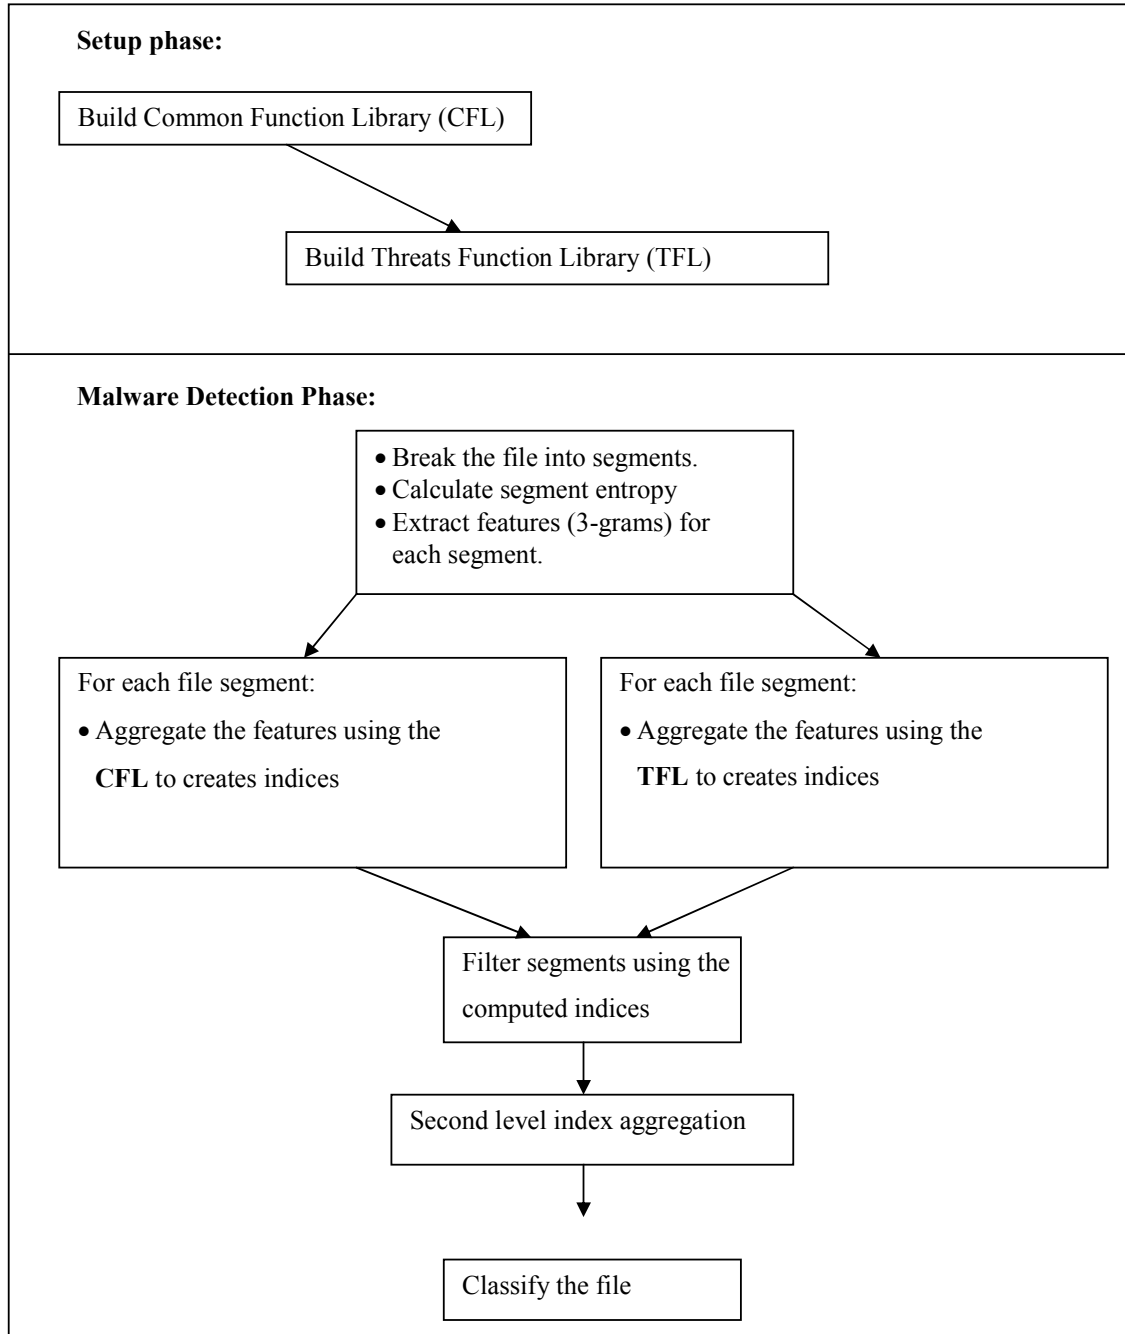 Setup phase:
Build Common Function Library (CFL)
Build Threats Function Library (TFL)
Malware Detection Phase:
• Break the file into segments.
• Calculate segment entropy
• Extract features (3-grams) for
each segment.
For each file segment:
• Aggregate the features using the
CFL to creates indices
For each file segment:
• Aggregate the features using the
TFL to creates indices
Filter segments using the
computed indices
Second level index aggregation
Classify the file